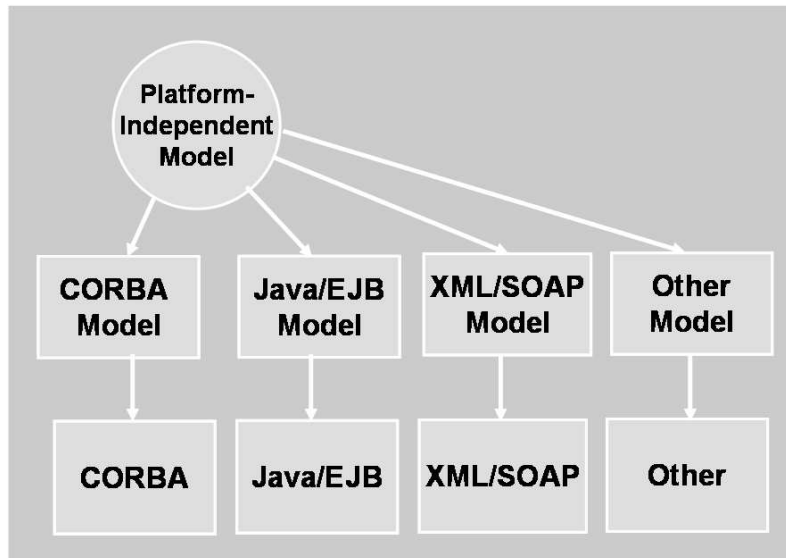 Platform-
Independent
Model
CORBA
Model
Java/EJB
Model
XML/SOAP
Model
Other
Model
CORBA
Java/EJB
XML/SOAP
Other